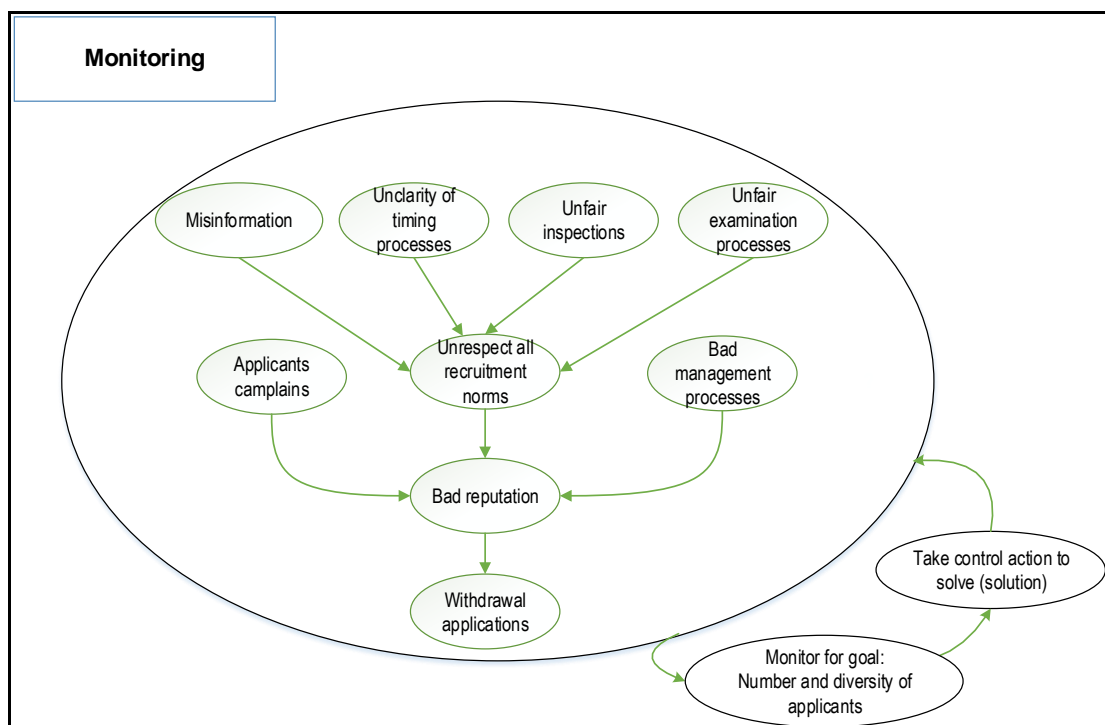 Monitoring
Misinformation
Unclarity of
timing
processes
Unfair
inspections
Unfair
examination
processes
Applicants
camplains
Unrespect all
recruitment
norms
Bad
management
processes
Bad reputation
Withdrawal
applications
Take control action to
solve (solution)
Monitor for goal:
Number and diversity of
applicants